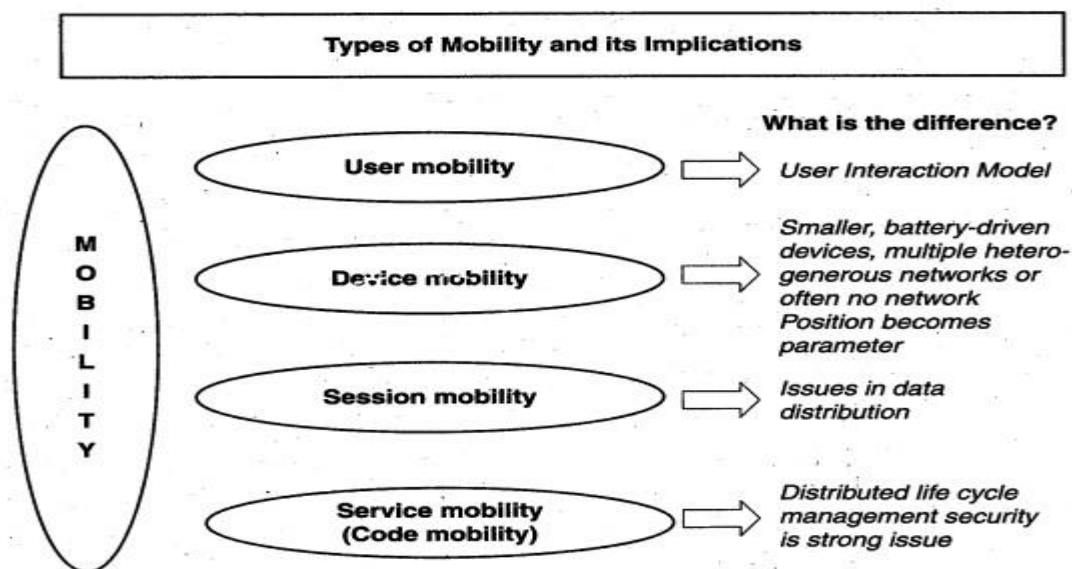 Types of Mobility and its Implications
What is the difference?
MOBILITY
User mobility
User Interaction Model
Device mobility
Smaller, battery-driven
devices, multiple hetero-
generous networks or
often no network
Position becomes
parameter
Session mobility
Issues in data
distribution
Service mobility
(Code mobility)
Distributed life cycle
management security
is strong issue